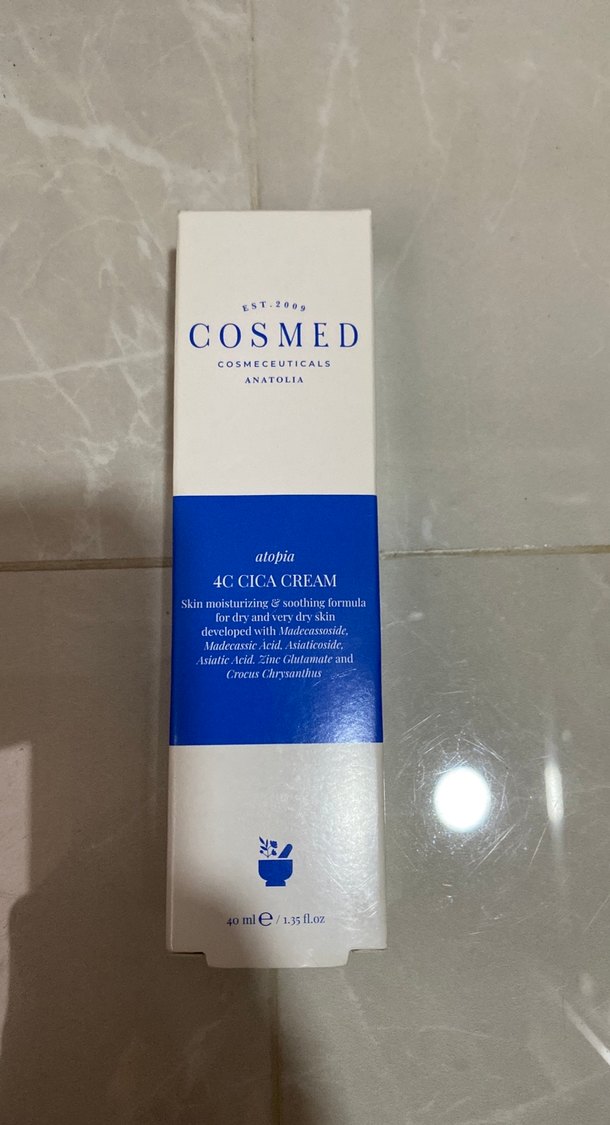 EST.2009
COSMED
COSMECEUTICALS
ANATOLIA
atopia
4C CICA CREAM
Skin moisturizing & soothing formula
for dry and very dry skin
developed with Madecassoside,
Madecassic Acid, Asiaticoside,
Asiatic Acid, Zinc Glutamate and
Crocus Chrysanthus
40 ml ℮ / 1.35 fl.oz